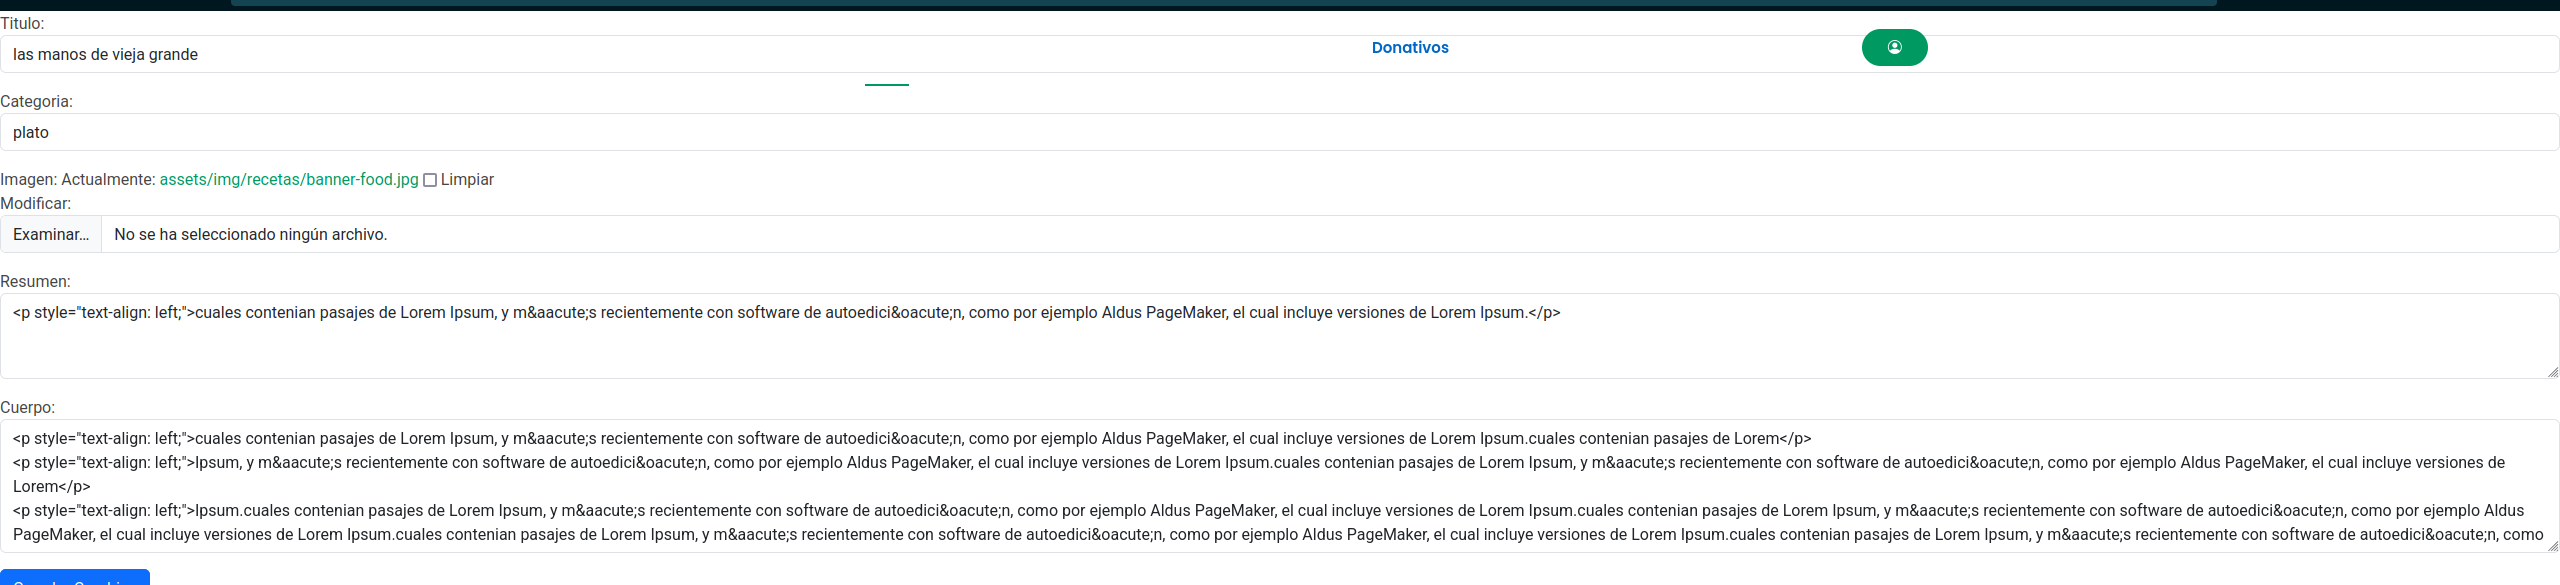 Titulo:
las manos de vieja grande
Donativos
Categoria:
plato
Imagen: Actualmente: assets/img/recetas/banner-food.jpg Limpiar
Modificar:
Examinar... No se ha seleccionado ningún archivo.
Resumen:
<p style="text-align: left;">cuales contenian pasajes de Lorem Ipsum, y m&aacute;s recientemente con software de autoedici&oacute;n, como por ejemplo Aldus PageMaker, el cual incluye versiones de Lorem Ipsum.</p>
Cuerpo:
<p style="text-align: left;">cuales contenian pasajes de Lorem Ipsum, y m&aacute;s recientemente con software de autoedici&oacute;n, como por ejemplo Aldus PageMaker, el cual incluye versiones de Lorem Ipsum.cuales contenian pasajes de Lorem</p>
<p style="text-align: left;">Ipsum, y m&aacute;s recientemente con software de autoedici&oacute;n, como por ejemplo Aldus PageMaker, el cual incluye versiones de Lorem Ipsum.cuales contenian pasajes de Lorem Ipsum, y m&aacute;s recientemente con software de autoedici&oacute;n, como por ejemplo Aldus PageMaker, el cual incluye versiones de
Lorem</p>
<p style="text-align: left;">Ipsum.cuales contenian pasajes de Lorem Ipsum, y m&aacute;s recientemente con software de autoedici&oacute;n, como por ejemplo Aldus PageMaker, el cual incluye versiones de Lorem Ipsum.cuales contenian pasajes de Lorem Ipsum, y m&aacute;s recientemente con software de autoedici&oacute;n, como por ejemplo Aldus
PageMaker, el cual incluye versiones de Lorem Ipsum.cuales contenian pasajes de Lorem Ipsum, y m&aacute;s recientemente con software de autoedici&oacute;n, como por ejemplo Aldus PageMaker, el cual incluye versiones de Lorem Ipsum.cuales contenian pasajes de Lorem Ipsum, y m&aacute;s recientemente con software de autoedici&oacute;n, como